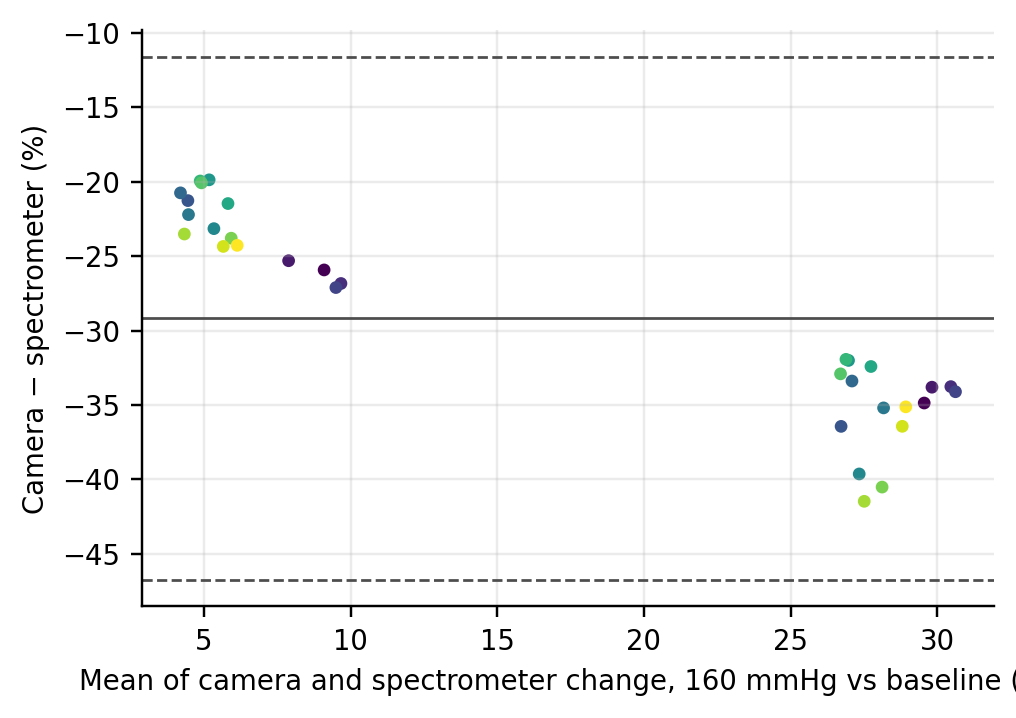 −10
−15
−20
−25
−30
−35
−40
−45
Camera − spectrometer (%)
5 10 15 20 25 30
Mean of camera and spectrometer change, 160 mmHg vs baseline (